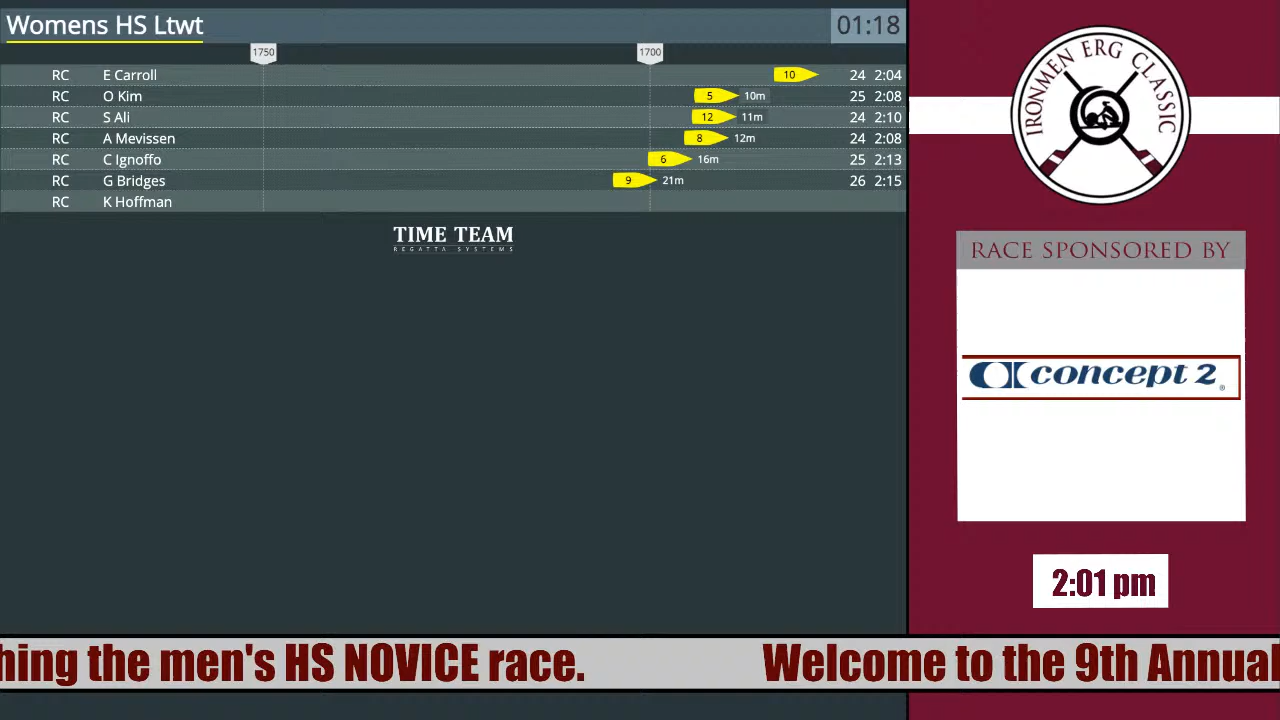 Womens HS Ltwt 01:18
1750 1700
RC E Carroll 10 24 2:04
RC O Kim 5 10m 25 2:08
RC S Ali 12 11m 24 2:10
RC A Mevissen 8 12m 24 2:08
RC C Ignoffo 6 16m 25 2:13
RC G Bridges 9 21m 26 2:15
RC K Hoffman
TIME TEAM
REGATTA SYSTEMS
IRONMEN ERG CLASSIC
RACE SPONSORED BY
concept 2 ®
2:01 pm
hing the men's HS NOVICE race. Welcome to the 9th Annual